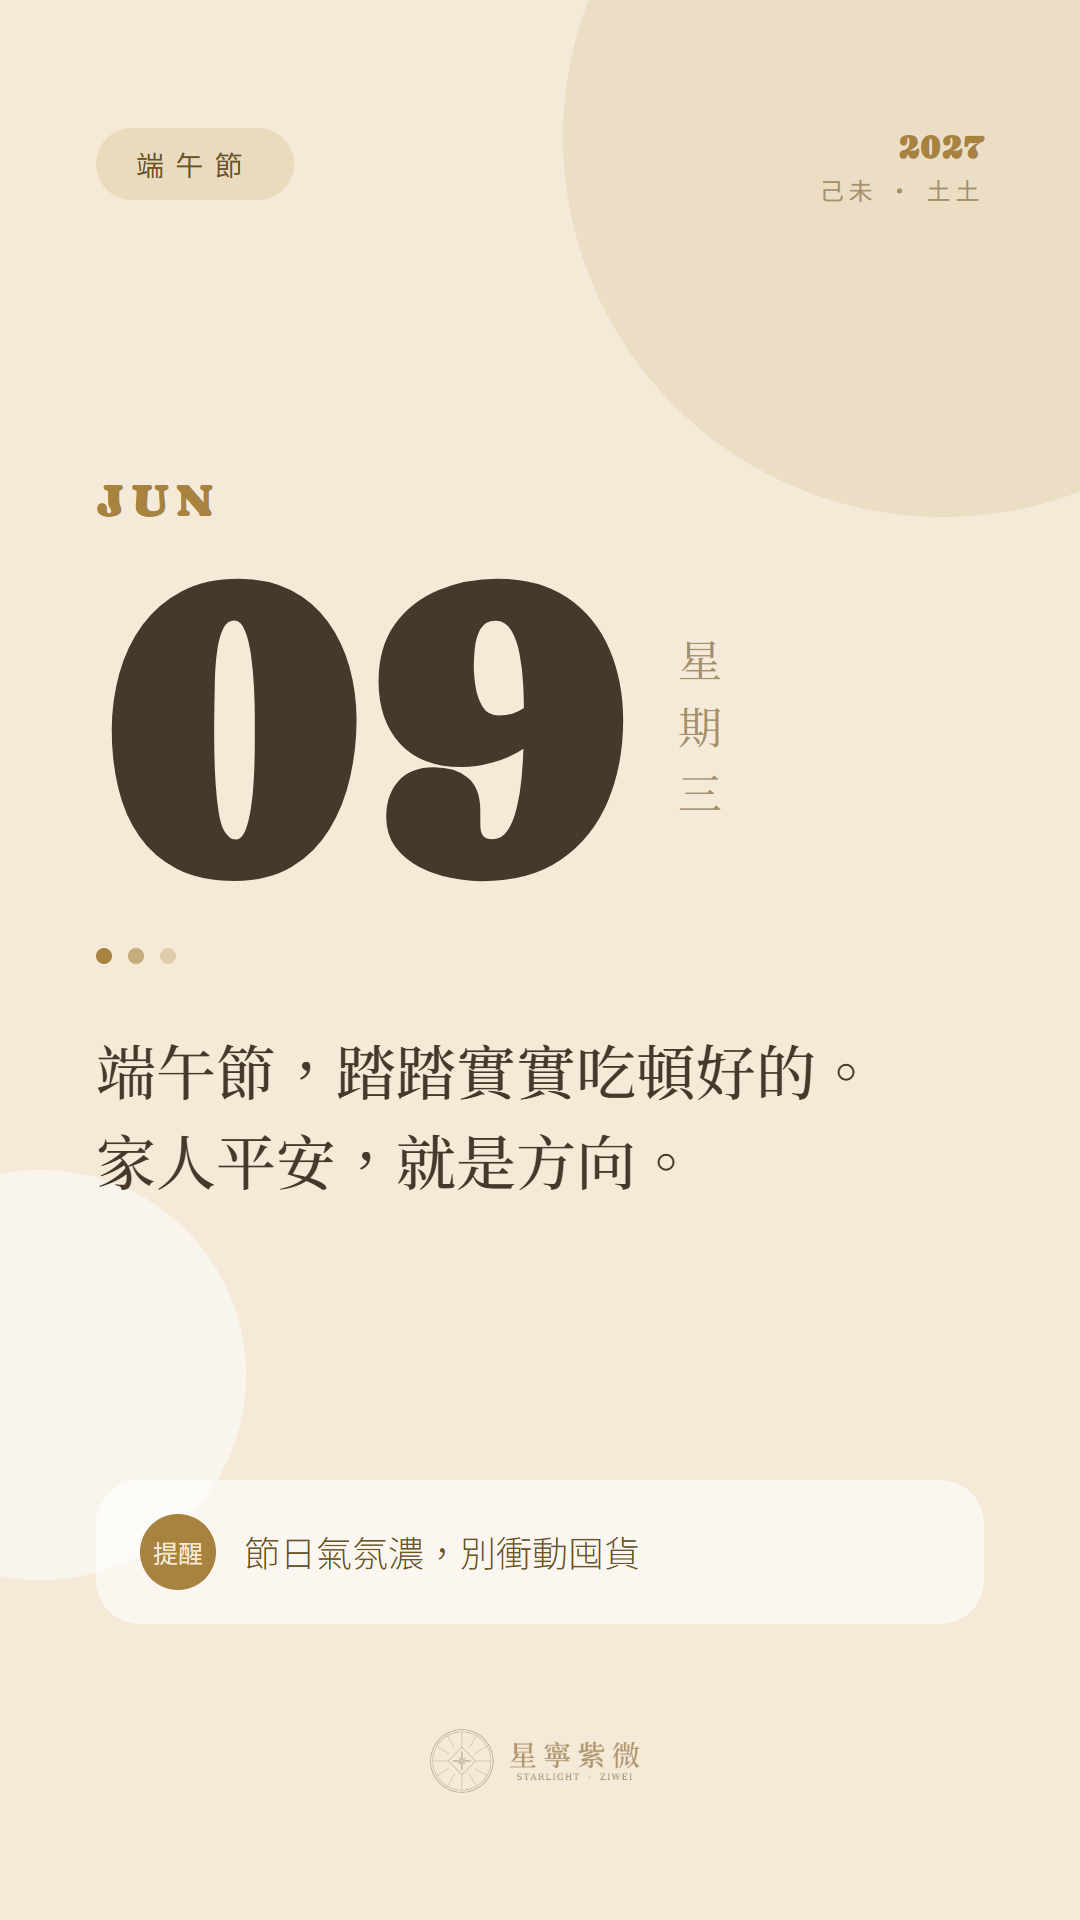 端午節
2027
己未 · 土土
JUN
09
星期三
端午節，踏踏實實吃頓好的。
家人平安，就是方向。
提醒
節日氣氛濃，別衝動囤貨
星寧紫微
STARLIGHT · ZIWEI